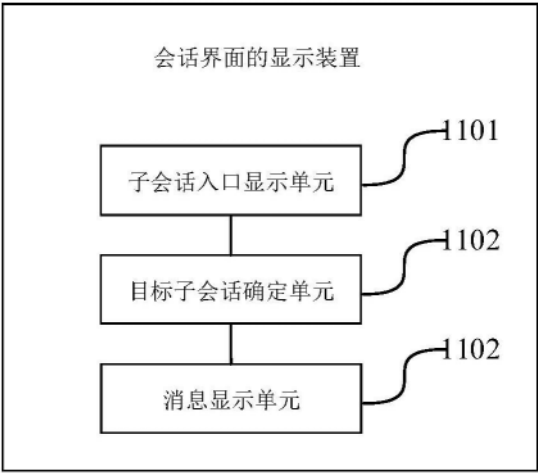 会话界面的显示装置
1101
子会话入口显示单元
1102
目标子会话确定单元
1102
消息显示单元